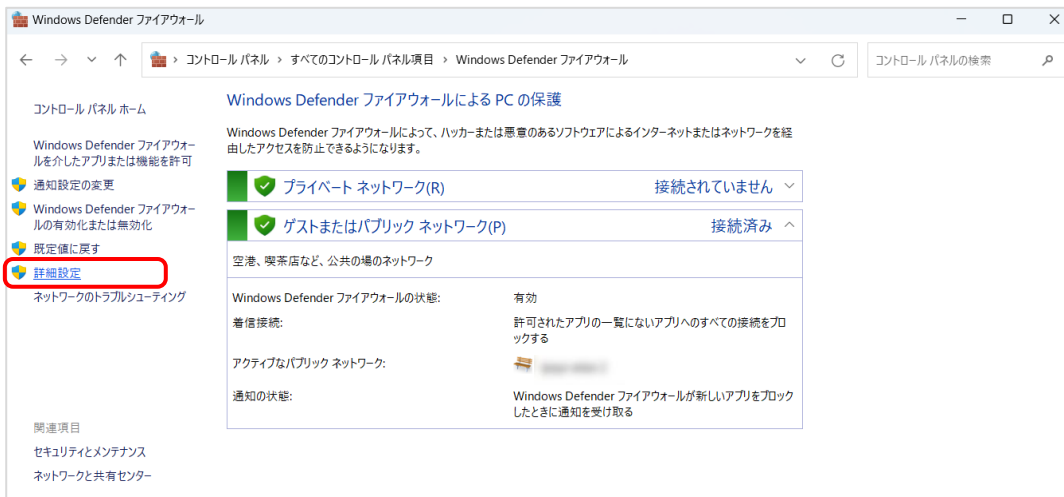 Windows Defender ファイアウォール
コントロール パネル › すべてのコントロール パネル項目 › Windows Defender ファイアウォール
コントロール パネルの検索
コントロール パネル ホーム
Windows Defender ファイアウォー
ルを介したアプリまたは機能を許可
通知設定の変更
Windows Defender ファイアウォー
ルの有効化または無効化
既定値に戻す
詳細設定
ネットワークのトラブルシューティング
関連項目
セキュリティとメンテナンス
ネットワークと共有センター
Windows Defender ファイアウォールによる PC の保護
Windows Defender ファイアウォールによって、ハッカーまたは悪意のあるソフトウェアによるインターネットまたはネットワークを経
由したアクセスを防止できるようになります。
プライベート ネットワーク(R) 接続されていません
ゲストまたはパブリック ネットワーク(P) 接続済み
空港、喫茶店など、公共の場のネットワーク
Windows Defender ファイアウォールの状態: 有効
着信接続: 許可されたアプリの一覧にないアプリへのすべての接続をブロ
ックする
アクティブなパブリック ネットワーク:
通知の状態: Windows Defender ファイアウォールが新しいアプリをブロック
したときに通知を受け取る